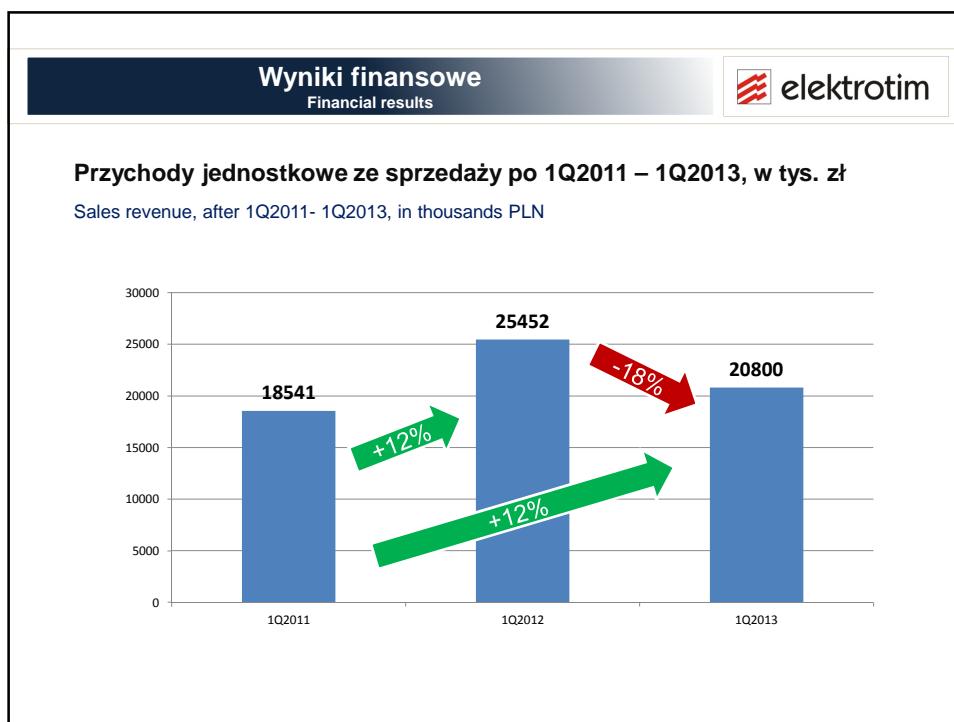 Wyniki finansowe
Financial results
elektrotim
Przychody jednostkowe ze sprzedaży po 1Q2011 – 1Q2013, w tys. zł
Sales revenue, after 1Q2011- 1Q2013, in thousands PLN
30000
25000
20000
15000
10000
5000
0
18541
25452
20800
+12%
-18%
+12%
1Q2011
1Q2012
1Q2013